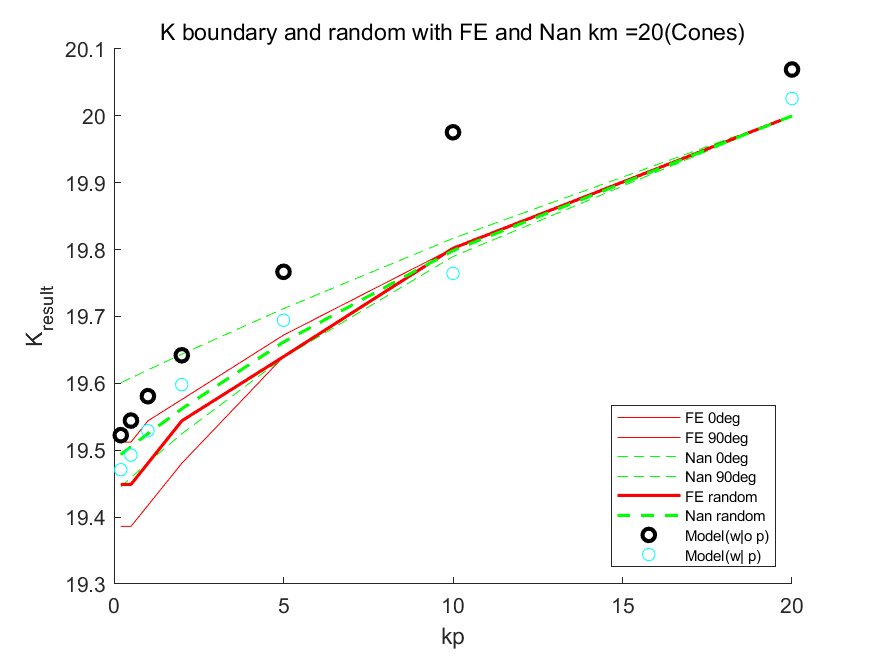 K boundary and random with FE and Nan km =20(Cones)
20.1
20
19.9
19.8
19.7
19.6
19.5
19.4
19.3
K_result
0
5
10
15
20
kp
FE 0deg
FE 90deg
Nan 0deg
Nan 90deg
FE random
Nan random
Model(w|o p)
Model(w| p)